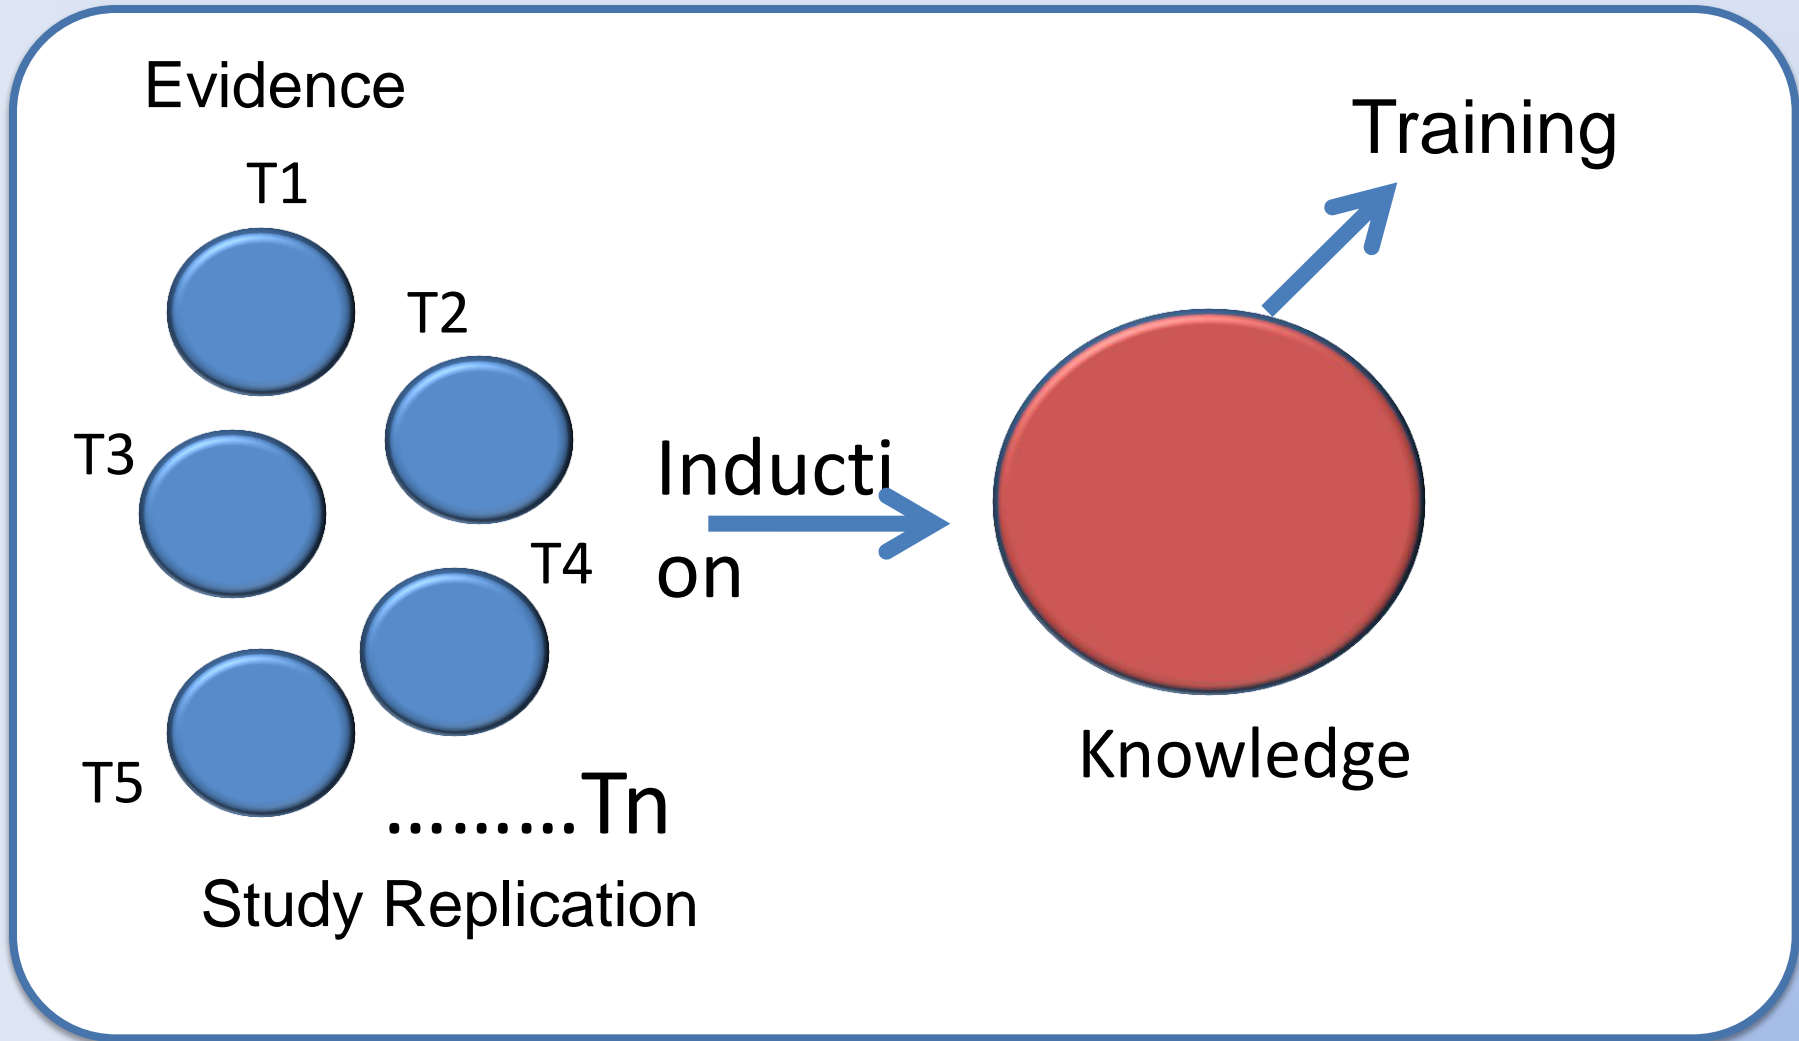 Evidence
T1
T2
T3
T4
T5
.........Tn
Study Replication
Inducti
on
Training
Knowledge